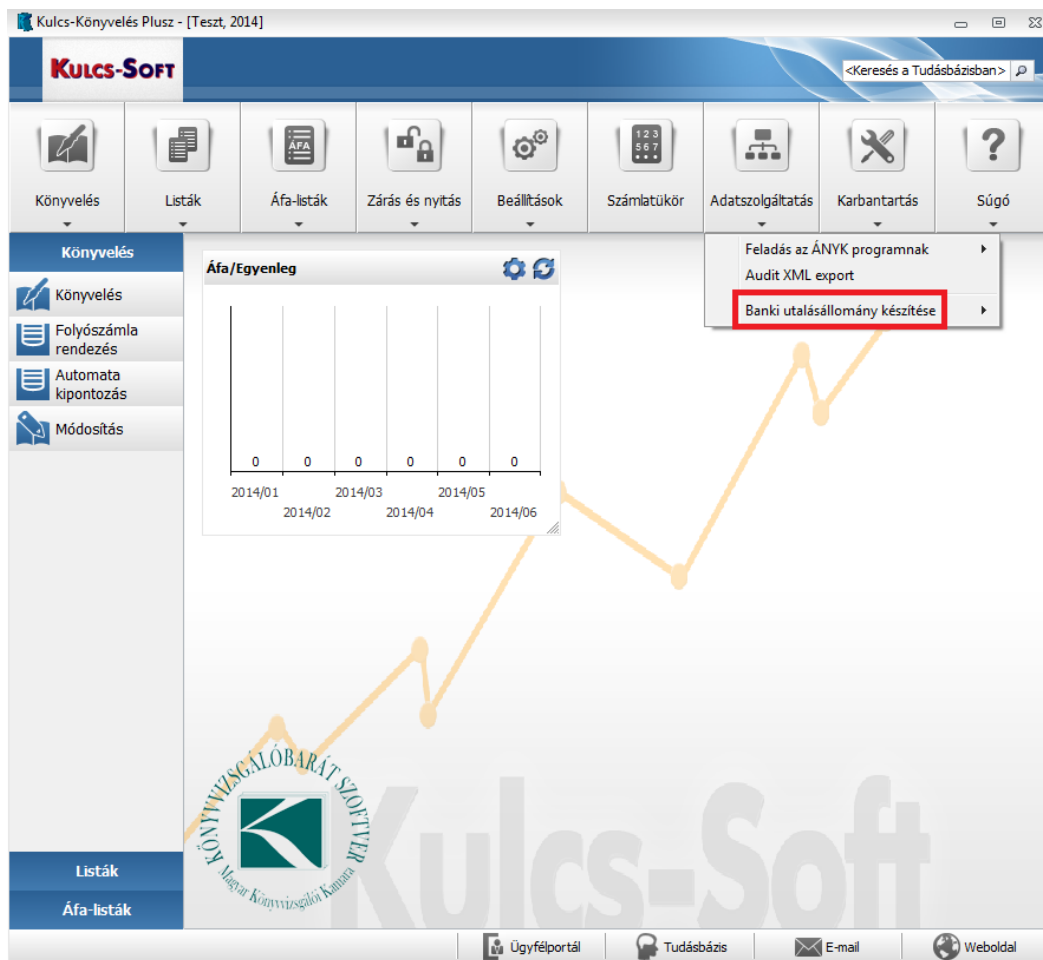 Kulcs-Könyvelés Plusz - [Teszt, 2014]
KULCS-SOFT
<Keresés a Tudásbázisban>
ÁFA
1 2 3
5 6 7
Könyvelés
Listák
Áfa-listák
Zárás és nyitás
Beállítások
Számlatükör
Adatszolgáltatás
Karbantartás
Súgó
Feladás az ÁNYK programnak
Audit XML export
Banki utalásállomány készítése
Könyvelés
Könyvelés
Folyószámla
rendezés
Automata
kipontozás
Módosítás
Áfa/Egyenleg
0 0 0 0 0 0
2014/01 2014/03 2014/05
2014/02 2014/04 2014/06
KÖNYVVIZSGÁLÓBARÁT SZOFTVER
Magyar Könyvvizsgálói Kamara
Kulcs-Soft
Listák
Áfa-listák
Ügyfélportál
Tudásbázis
E-mail
Weboldal